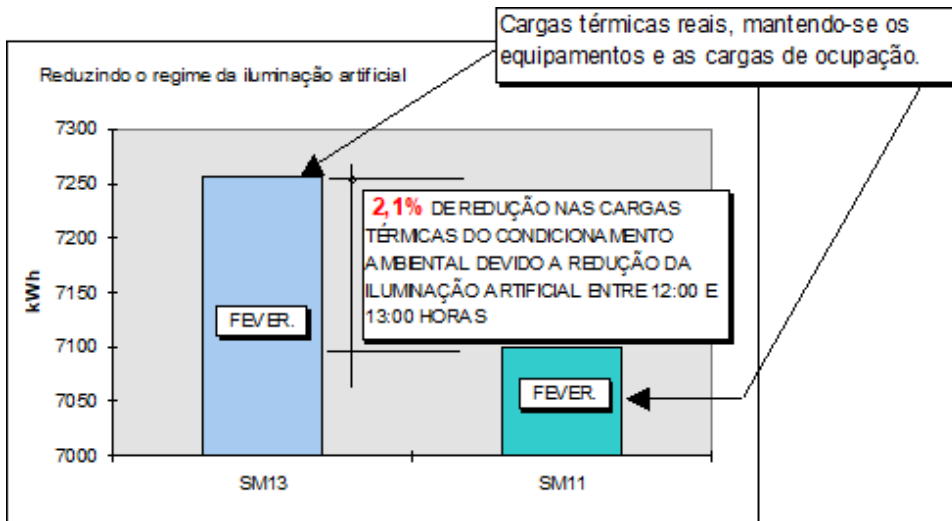 Cargas térmicas reais, mantendo-se os
equipamentos e as cargas de ocupação.
Reduzindo o regime da iluminação artificial
7300
7250
7200
7150
7100
7050
7000
kWh
2,1% DE REDUÇÃO NAS CARGAS
TÉRMICAS DO CONDICIONAMENTO
AMBIENTAL DEVIDO A REDUÇÃO DA
ILUMINAÇÃO ARTIFICIAL ENTRE 12:00 E
13:00 HORAS
FEVER.
FEVER.
SM13
SM11